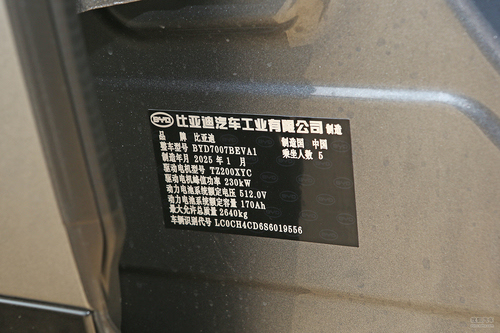 BYD 比亚迪汽车工业有限公司 制造
品 牌 比亚迪 制造国 中国
整车型号 BYD7007BEVA1 乘坐人数 5
制造年月 2025 年 1 月
驱动电机型号 TZ200XYC
驱动电机峰值功率 230kW
动力电池系统额定电压 512.0V
动力电池系统额定容量 170Ah
最大允许总质量 2640kg
车辆识别代号 LC0CH4CD6S6019556